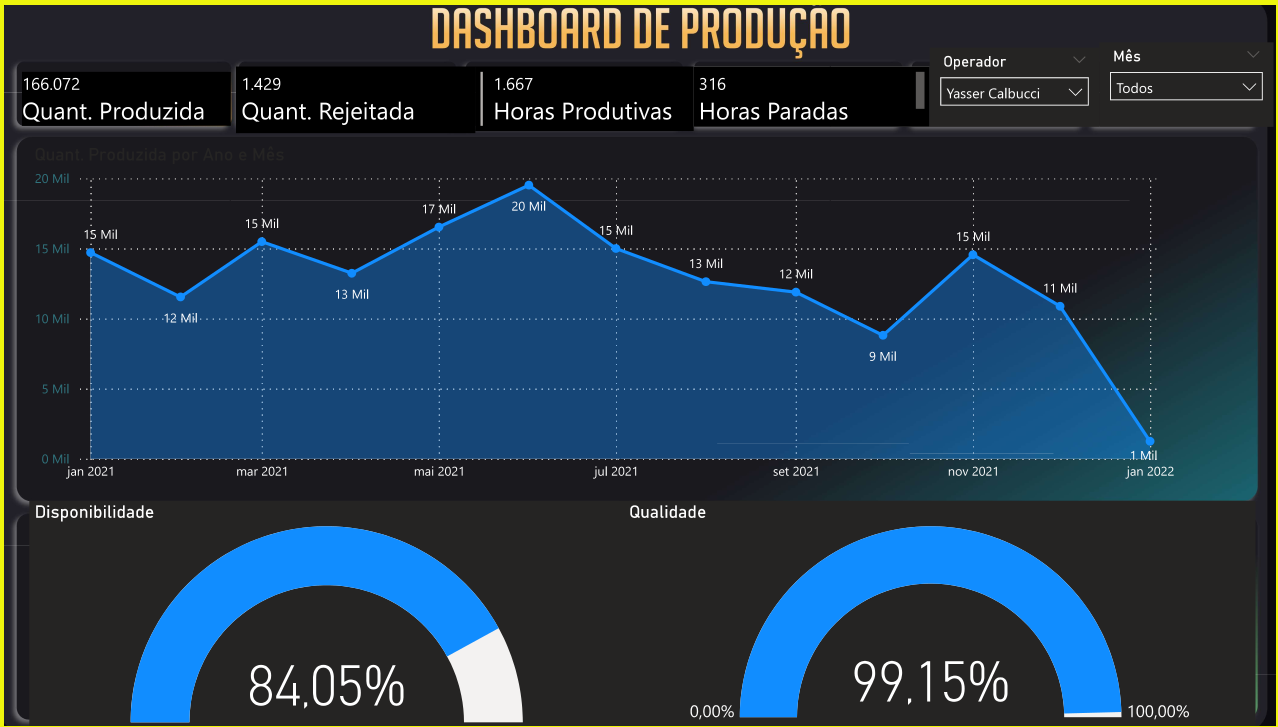 DASHBOARD DE PRODUÇAO
166.072
Quant. Produzida
1.429
Quant. Rejeitada
1.667
Horas Produtivas
316
Horas Paradas
Operador
Yasser Calbucci
Mês
Todos
Quant. Produzida por Ano e Mês
20 Mil
15 Mil
10 Mil
5 Mil
0 Mil
15 Mil
12 Mil
15 Mil
13 Mil
17 Mil
20 Mil
15 Mil
13 Mil
12 Mil
9 Mil
15 Mil
11 Mil
1 Mil
jan 2021
mar 2021
mai 2021
jul 2021
set 2021
nov 2021
jan 2022
Disponibilidade
84,05%
Qualidade
99,15%
0,00%
100,00%